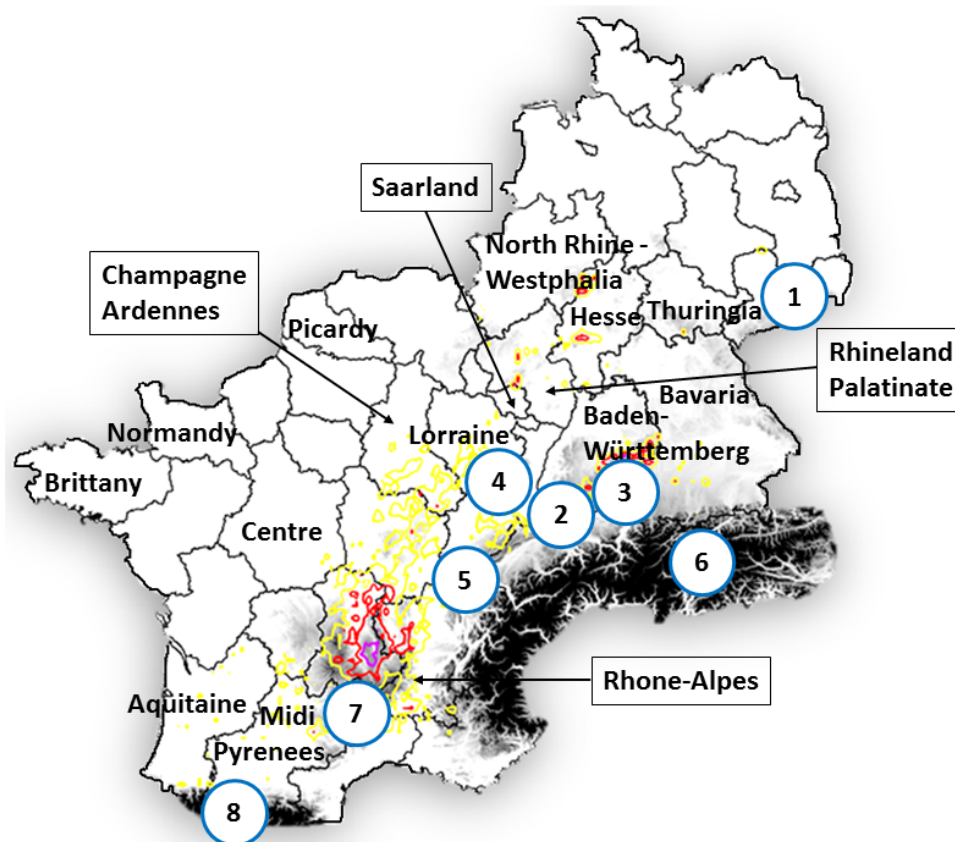 Saarland
North Rhine -
Westphalia
Champagne
Ardennes
1
Picardy
Hesse
Thuringia
Rhineland
Palatinate
Bavaria
Baden-
Württemberg
Normandy
Lorraine
Brittany
4
3
2
Centre
6
5
Rhone-Alpes
Aquitaine
Midi
Pyrenees
7
8